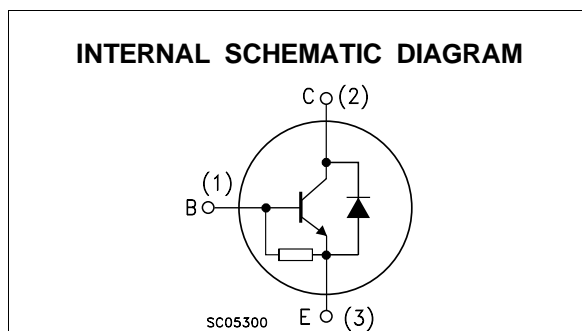 INTERNAL SCHEMATIC DIAGRAM
C (2)
(1)
B
E (3)
SC05300